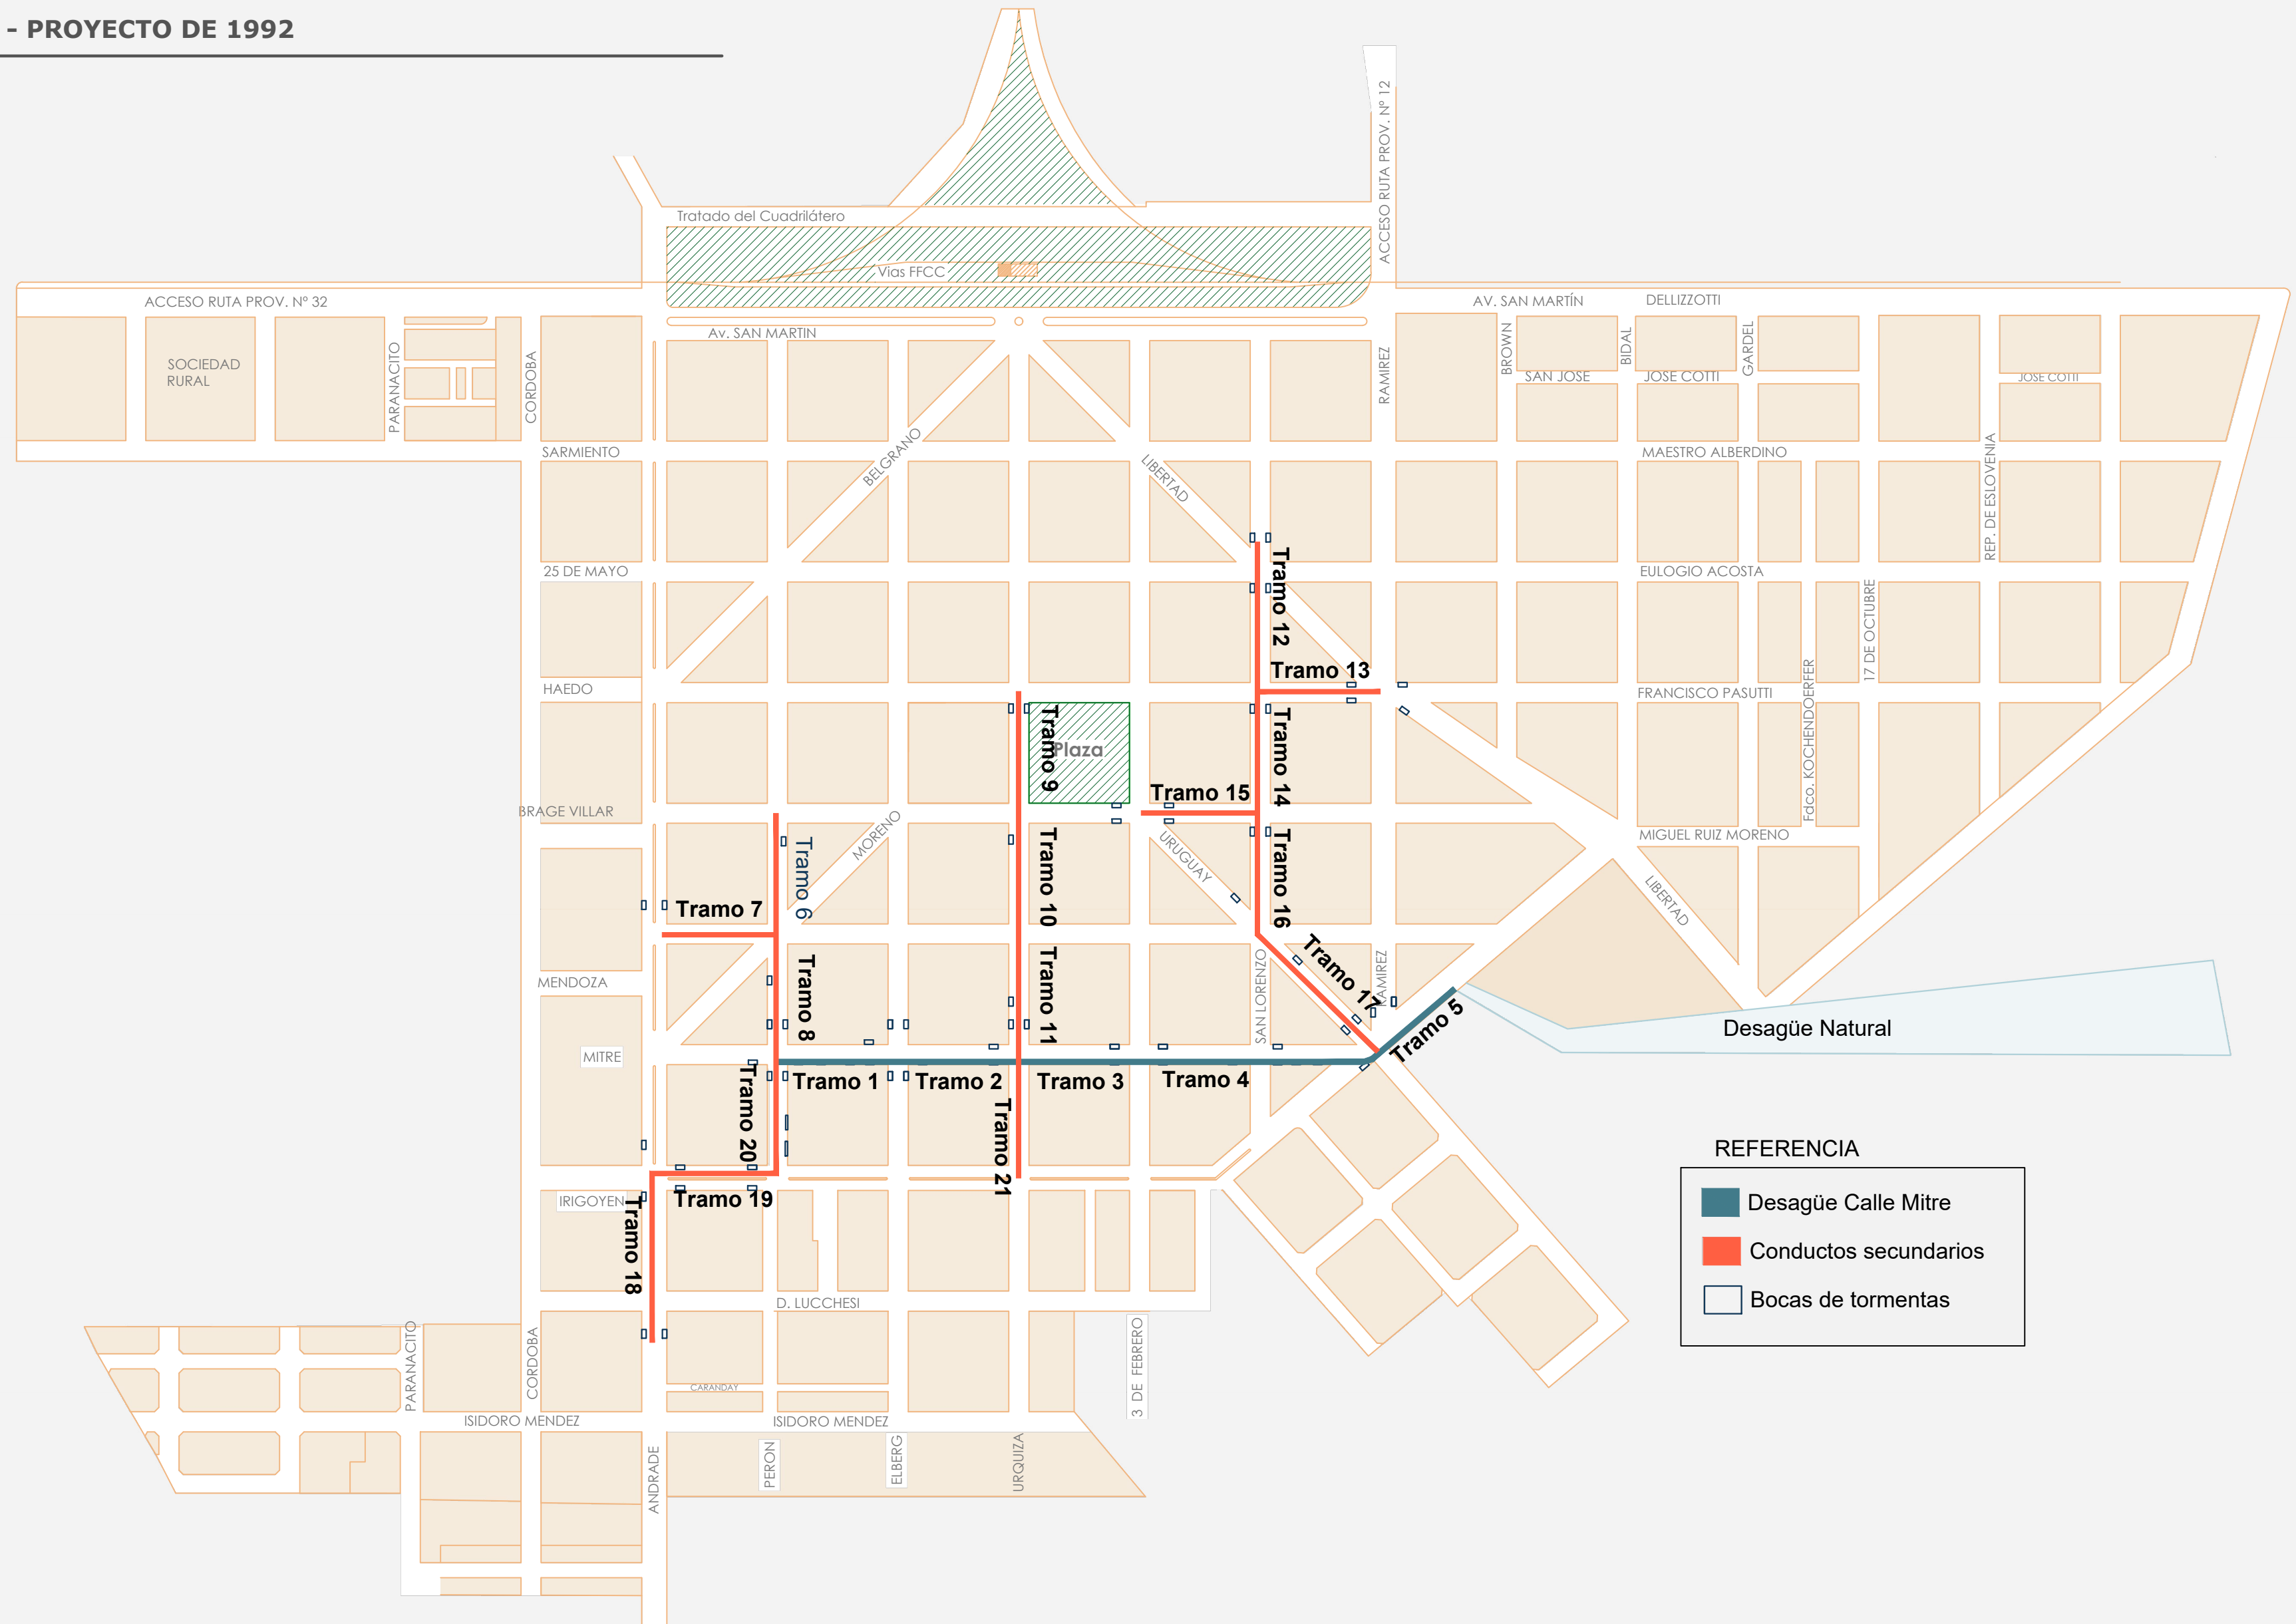 - PROYECTO DE 1992
ACCESO RUTA PROV. Nº 12
Tratado del Cuadrilátero
Vias FFCC
ACCESO RUTA PROV. Nº 32
AV. SAN MARTÍN
DELLIZZOTTI
Av. SAN MARTIN
SOCIEDAD
RURAL
PARANACITO
CORDOBA
RAMIREZ
BROWN
BIDAL
GARDEL
SAN JOSE
JOSE COTTI
JOSE COTTI
SARMIENTO
BELGRANO
LIBERTAD
MAESTRO ALBERDINO
REP. DE ESLOVENIA
25 DE MAYO
Tramo 12
EULOGIO ACOSTA
17 DE OCTUBRE
HAEDO
Tramo 13
FRANCISCO PASUTTI
Fdco. KOCHENDOERFER
Tramo 9
Plaza
Tramo 14
Tramo 15
BRAGE VILLAR
Tramo 6
MORENO
Tramo 10
URUGUAY
Tramo 16
MIGUEL RUIZ MORENO
LIBERTAD
Tramo 7
MENDOZA
Tramo 8
Tramo 11
SAN LORENZO
Tramo 17
RAMIREZ
Tramo 5
Desagüe Natural
MITRE
Tramo 20
Tramo 1
Tramo 2
Tramo 3
Tramo 4
Tramo 21
IRIGOYEN
Tramo 19
Tramo 18
REFERENCIA
Desagüe Calle Mitre
Conductos secundarios
Bocas de tormentas
D. LUCCHESI
PARANACITO
CORDOBA
3 DE FEBRERO
CARANDAY
ISIDORO MENDEZ
ISIDORO MENDEZ
ANDRADE
PERON
ELBERG
URQUIZA